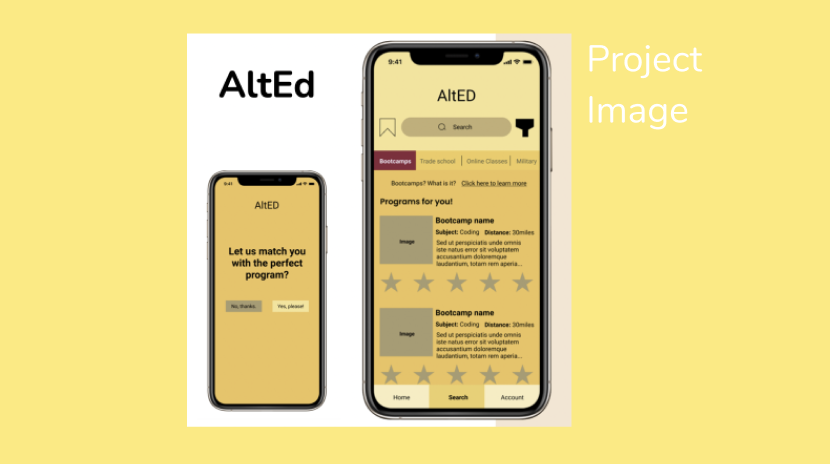 AltEd
9:41
AltED
Let us match you
with the perfect
program?
No, thanks.
Yes, please!
9:41
AltED
Search
Bootcamps
Trade school
Online Classes
Military
Bootcamps? What is it? Click here to learn more
Programs for you!
Image
Bootcamp name
Subject: Coding Distance: 30miles
Sed ut perspiciatis unde omnis
iste natus error sit voluptatem
accusantium doloremque
laudantium, totam rem aperia...
Image
Bootcamp name
Subject: Coding Distance: 30miles
Sed ut perspiciatis unde omnis
iste natus error sit voluptatem
accusantium doloremque
laudantium, totam rem aperia...
Home
Search
Account
Project
Image